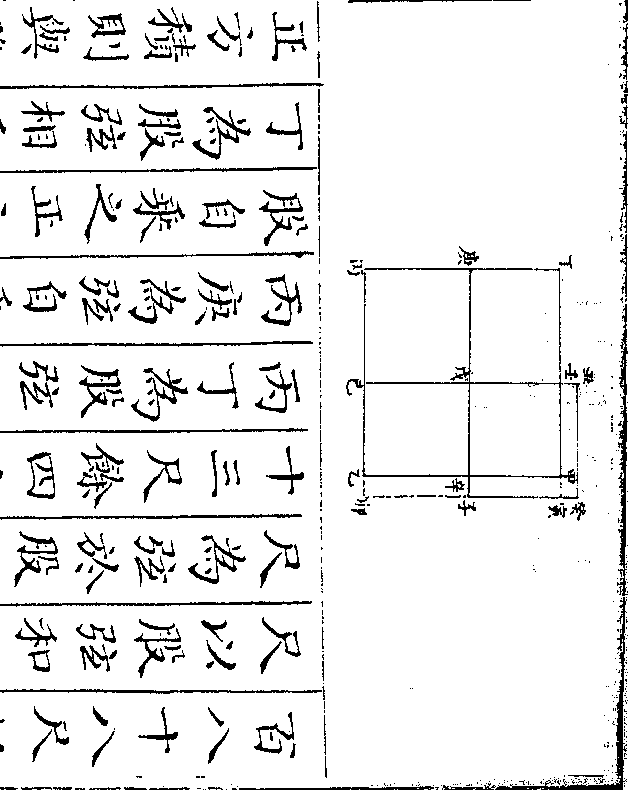 百八十八尺
尺以股弦和
尺為弦於股
十三尺餘四
丙丁為股弦
丙庚為弦自
股自乘之正
丁為股弦相
正方積則與
丁
庚
丙
丑
壬
戊
己
甲
辛
乙
癸
寅
子
卯